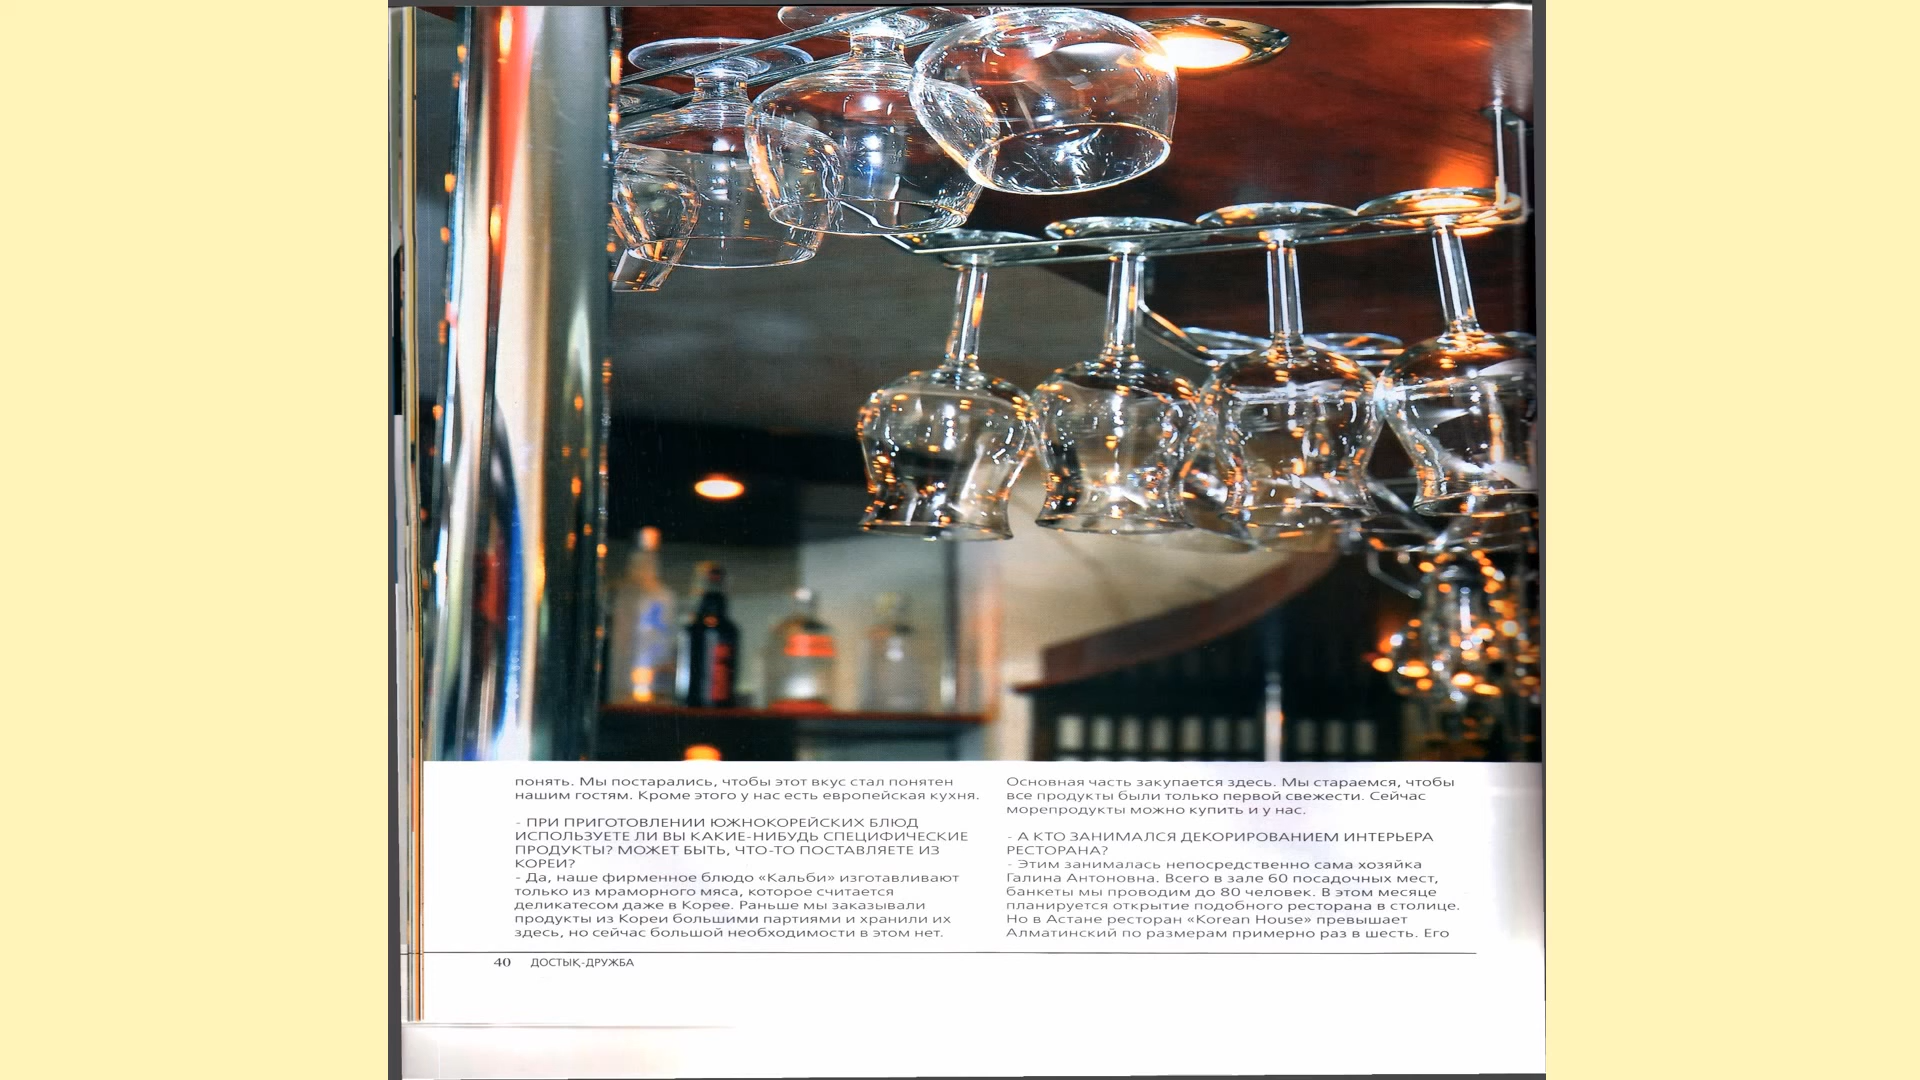 понять. Мы постарались, чтобы этот вкус стал понятен
нашим гостям. Кроме этого у нас есть европейская кухня.
- ПРИ ПРИГОТОВЛЕНИИ ЮЖНОКОРЕЙСКИХ БЛЮД
ИСПОЛЬЗУЕТЕ ЛИ ВЫ КАКИЕ-НИБУДЬ СПЕЦИФИЧЕСКИЕ
ПРОДУКТЫ? МОЖЕТ БЫТЬ, ЧТО-ТО ПОСТАВЛЯЕТЕ ИЗ
КОРЕИ?
- Да, наше фирменное блюдо «Кальби» изготавливают
только из мраморного мяса, которое считается
деликатесом даже в Корее. Раньше мы заказывали
продукты из Кореи большими партиями и хранили их
здесь, но сейчас большой необходимости в этом нет.
Основная часть закупается здесь. Мы стараемся, чтобы
все продукты были только первой свежести. Сейчас
морепродукты можно купить и у нас.
- А КТО ЗАНИМАЛСЯ ДЕКОРИРОВАНИЕМ ИНТЕРЬЕРА
РЕСТОРАНА?
- Этим занималась непосредственно сама хозяйка
Галина Антоновна. Всего в зале 60 посадочных мест,
банкеты мы проводим до 80 человек. В этом месяце
планируется открытие подобного ресторана в столице.
Но в Астане ресторан «Korean House» превышает
Алматинский по размерам примерно раз в шесть. Его
40 ДОСТЫҚ-ДРУЖБА